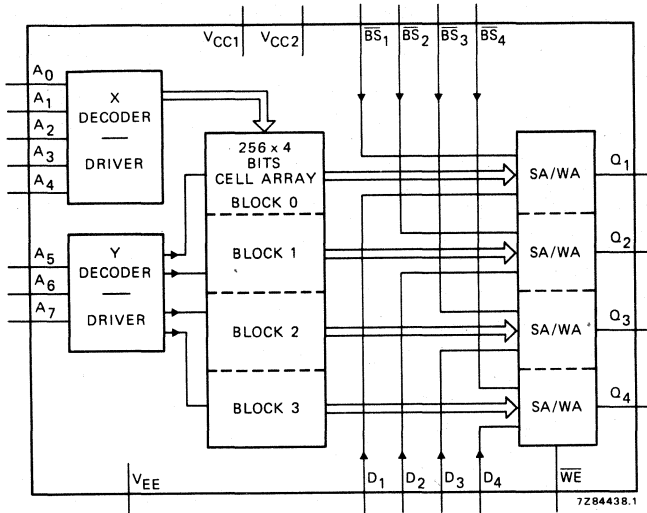 VCC1 VCC2 BS1 BS2 BS3 BS4
A0
A1
A2
A3
A4
X
DECODER
DRIVER
256 x 4
BITS
CELL ARRAY
BLOCK 0
BLOCK 1
BLOCK 2
BLOCK 3
A5
A6
A7
Y
DECODER
DRIVER
SA/WA
SA/WA
SA/WA
SA/WA
Q1
Q2
Q3
Q4
VEE
D1 D2 D3 D4 WE
7Z84438.1